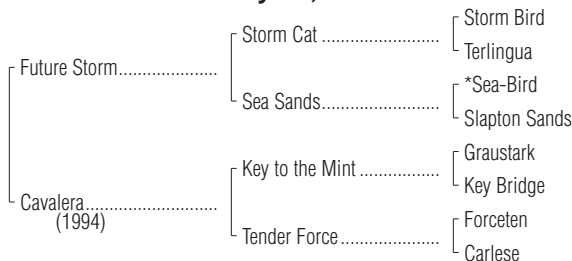 Storm Bird
Storm Cat ........................
Terlingua
Future Storm....................
*Sea-Bird
Sea Sands........................
Slapton Sands
Graustark
Key to the Mint ................
Key Bridge
Cavalera...........................
(1994)
Forceten
Tender Force....................
Carlese